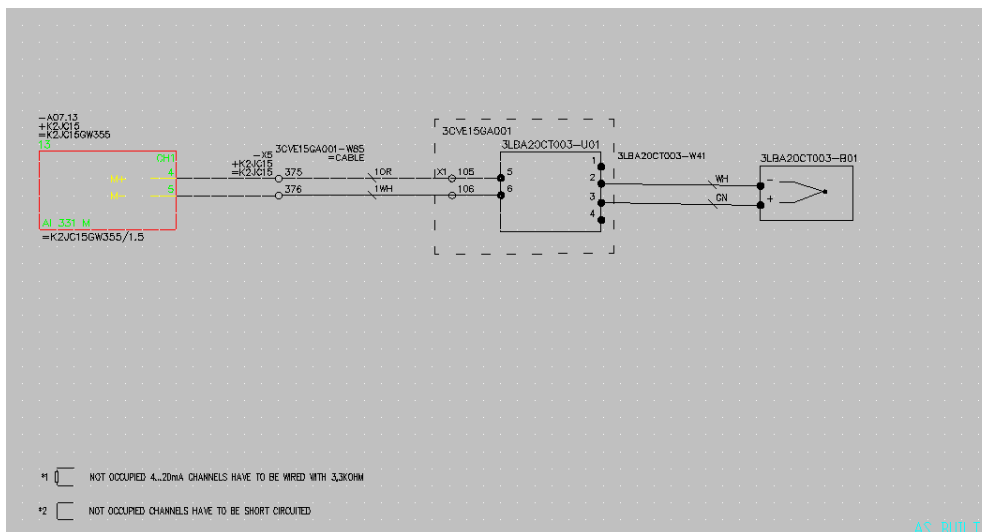 -A07.13
+K2JC15
=K2JC15GW355
13
CH1
4
M+
5
M-
AI 331 M
=K2JC15GW355/1.5
-X5
+K2JC15
=K2JC15
3CVE15GA001-W85
=CABLE
375
376
1OR
1WH
3CVE15GA001
X1
105
106
3LBA20CT003-U01
5
6
1
2
3
4
3LBA20CT003-W41
WH
GN
3LBA20CT003-B01
-
+
*1 NOT OCCUPIED 4...20mA CHANNELS HAVE TO BE WIRED WITH 3,3KOHM
*2 NOT OCCUPIED CHANNELS HAVE TO BE SHORT CIRCUITED
AS BUILT